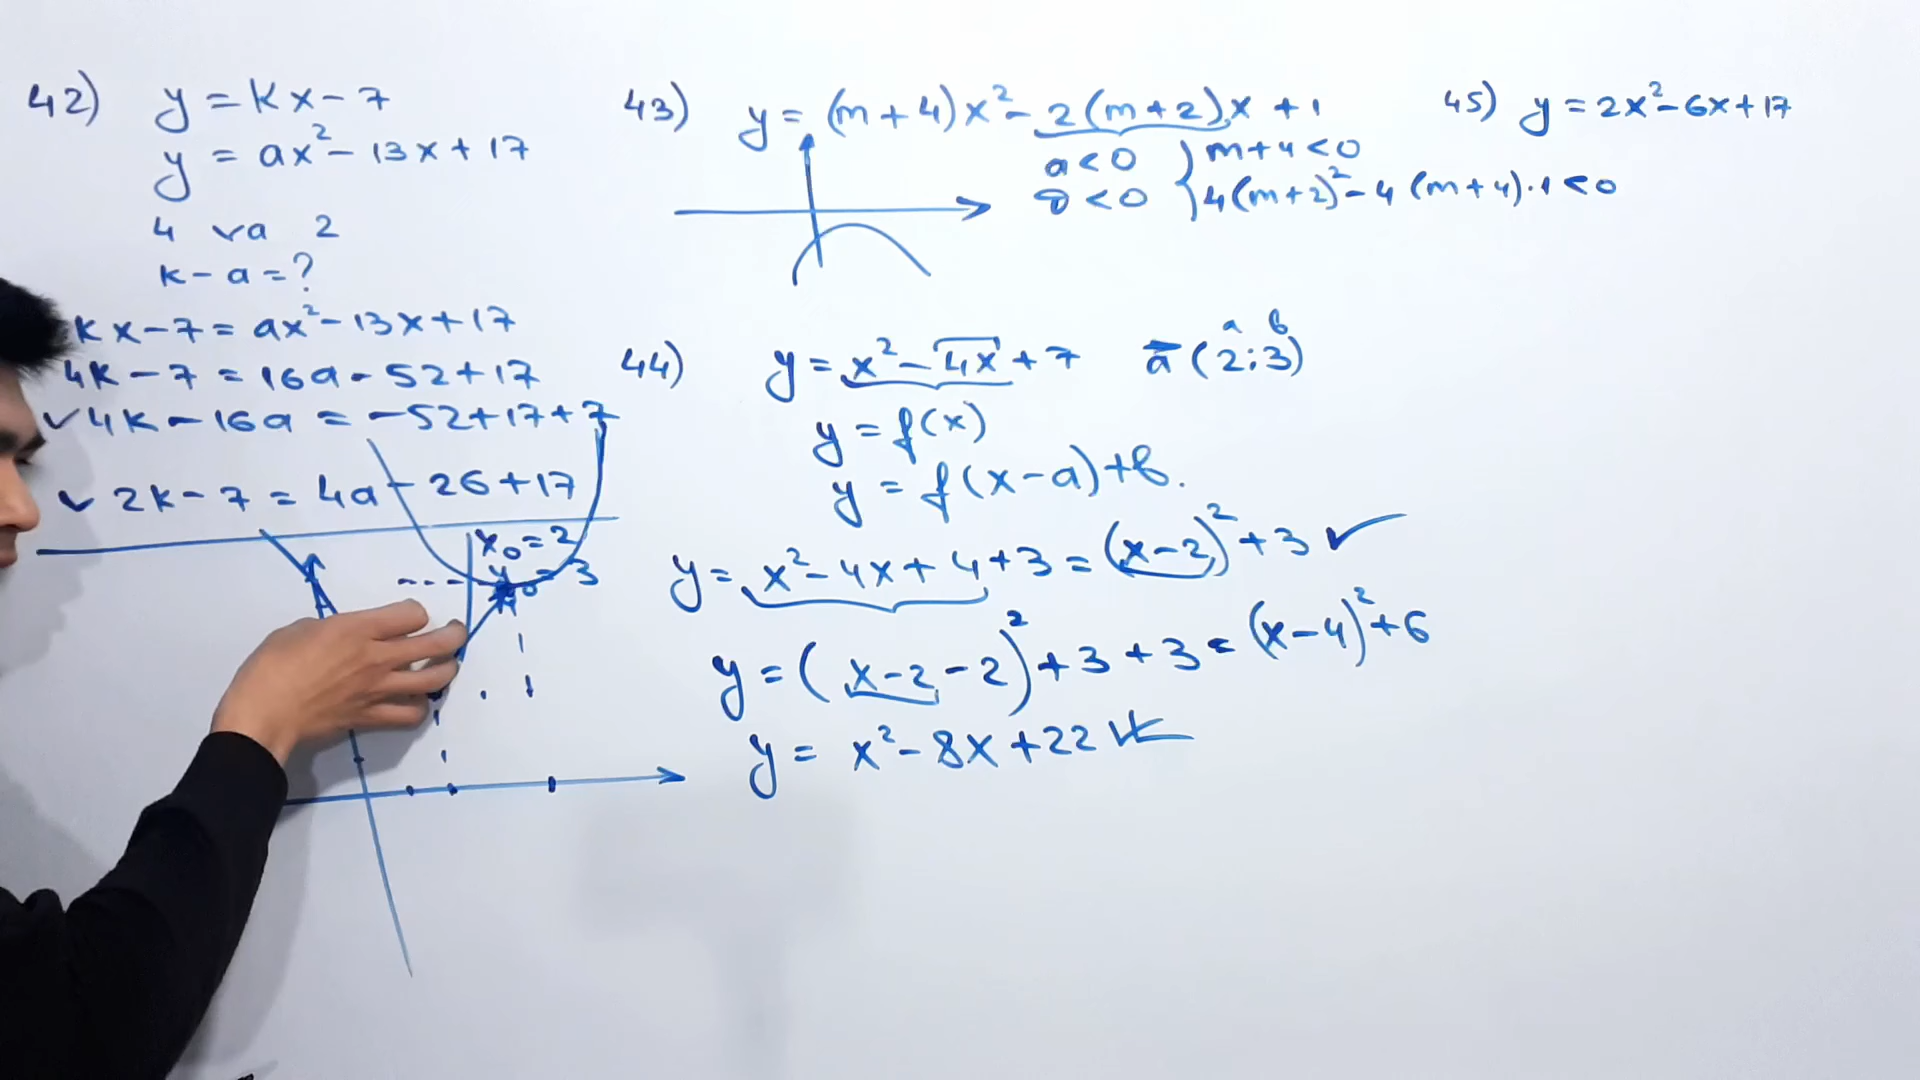 42) y = kx - 7
y = ax² - 13x + 17
4 va 2
k - a = ?
kx - 7 = ax² - 13x + 17
4k - 7 = 16a - 52 + 17
✓ 4k - 16a = -52 + 17 + 7
✓ 2k - 7 = 4a - 26 + 17
x₀ = 2
y₀ = 3
43) y = (m + 4)x² - 2(m + 2)x + 1
a < 0 } m + 4 < 0
D < 0 { 4(m + 2)² - 4(m + 4) · 1 < 0
44) y = x² - 4x + 7 a⃗ (2; 3)
a b
y = f(x)
y = f(x - a) + b.
y = x² - 4x + 4 + 3 = (x - 2)² + 3 ✓
y = (x - 2 - 2)² + 3 + 3 = (x - 4)² + 6
y = x² - 8x + 22
45) y = 2x² - 6x + 17